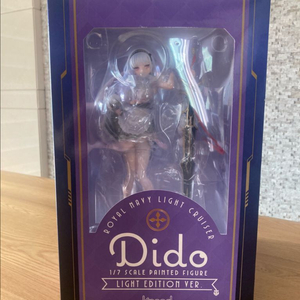 ROYAL NAVY LIGHT CRUISER
Dido
1/7 SCALE PAINTED FIGURE
LIGHT EDITION VER.